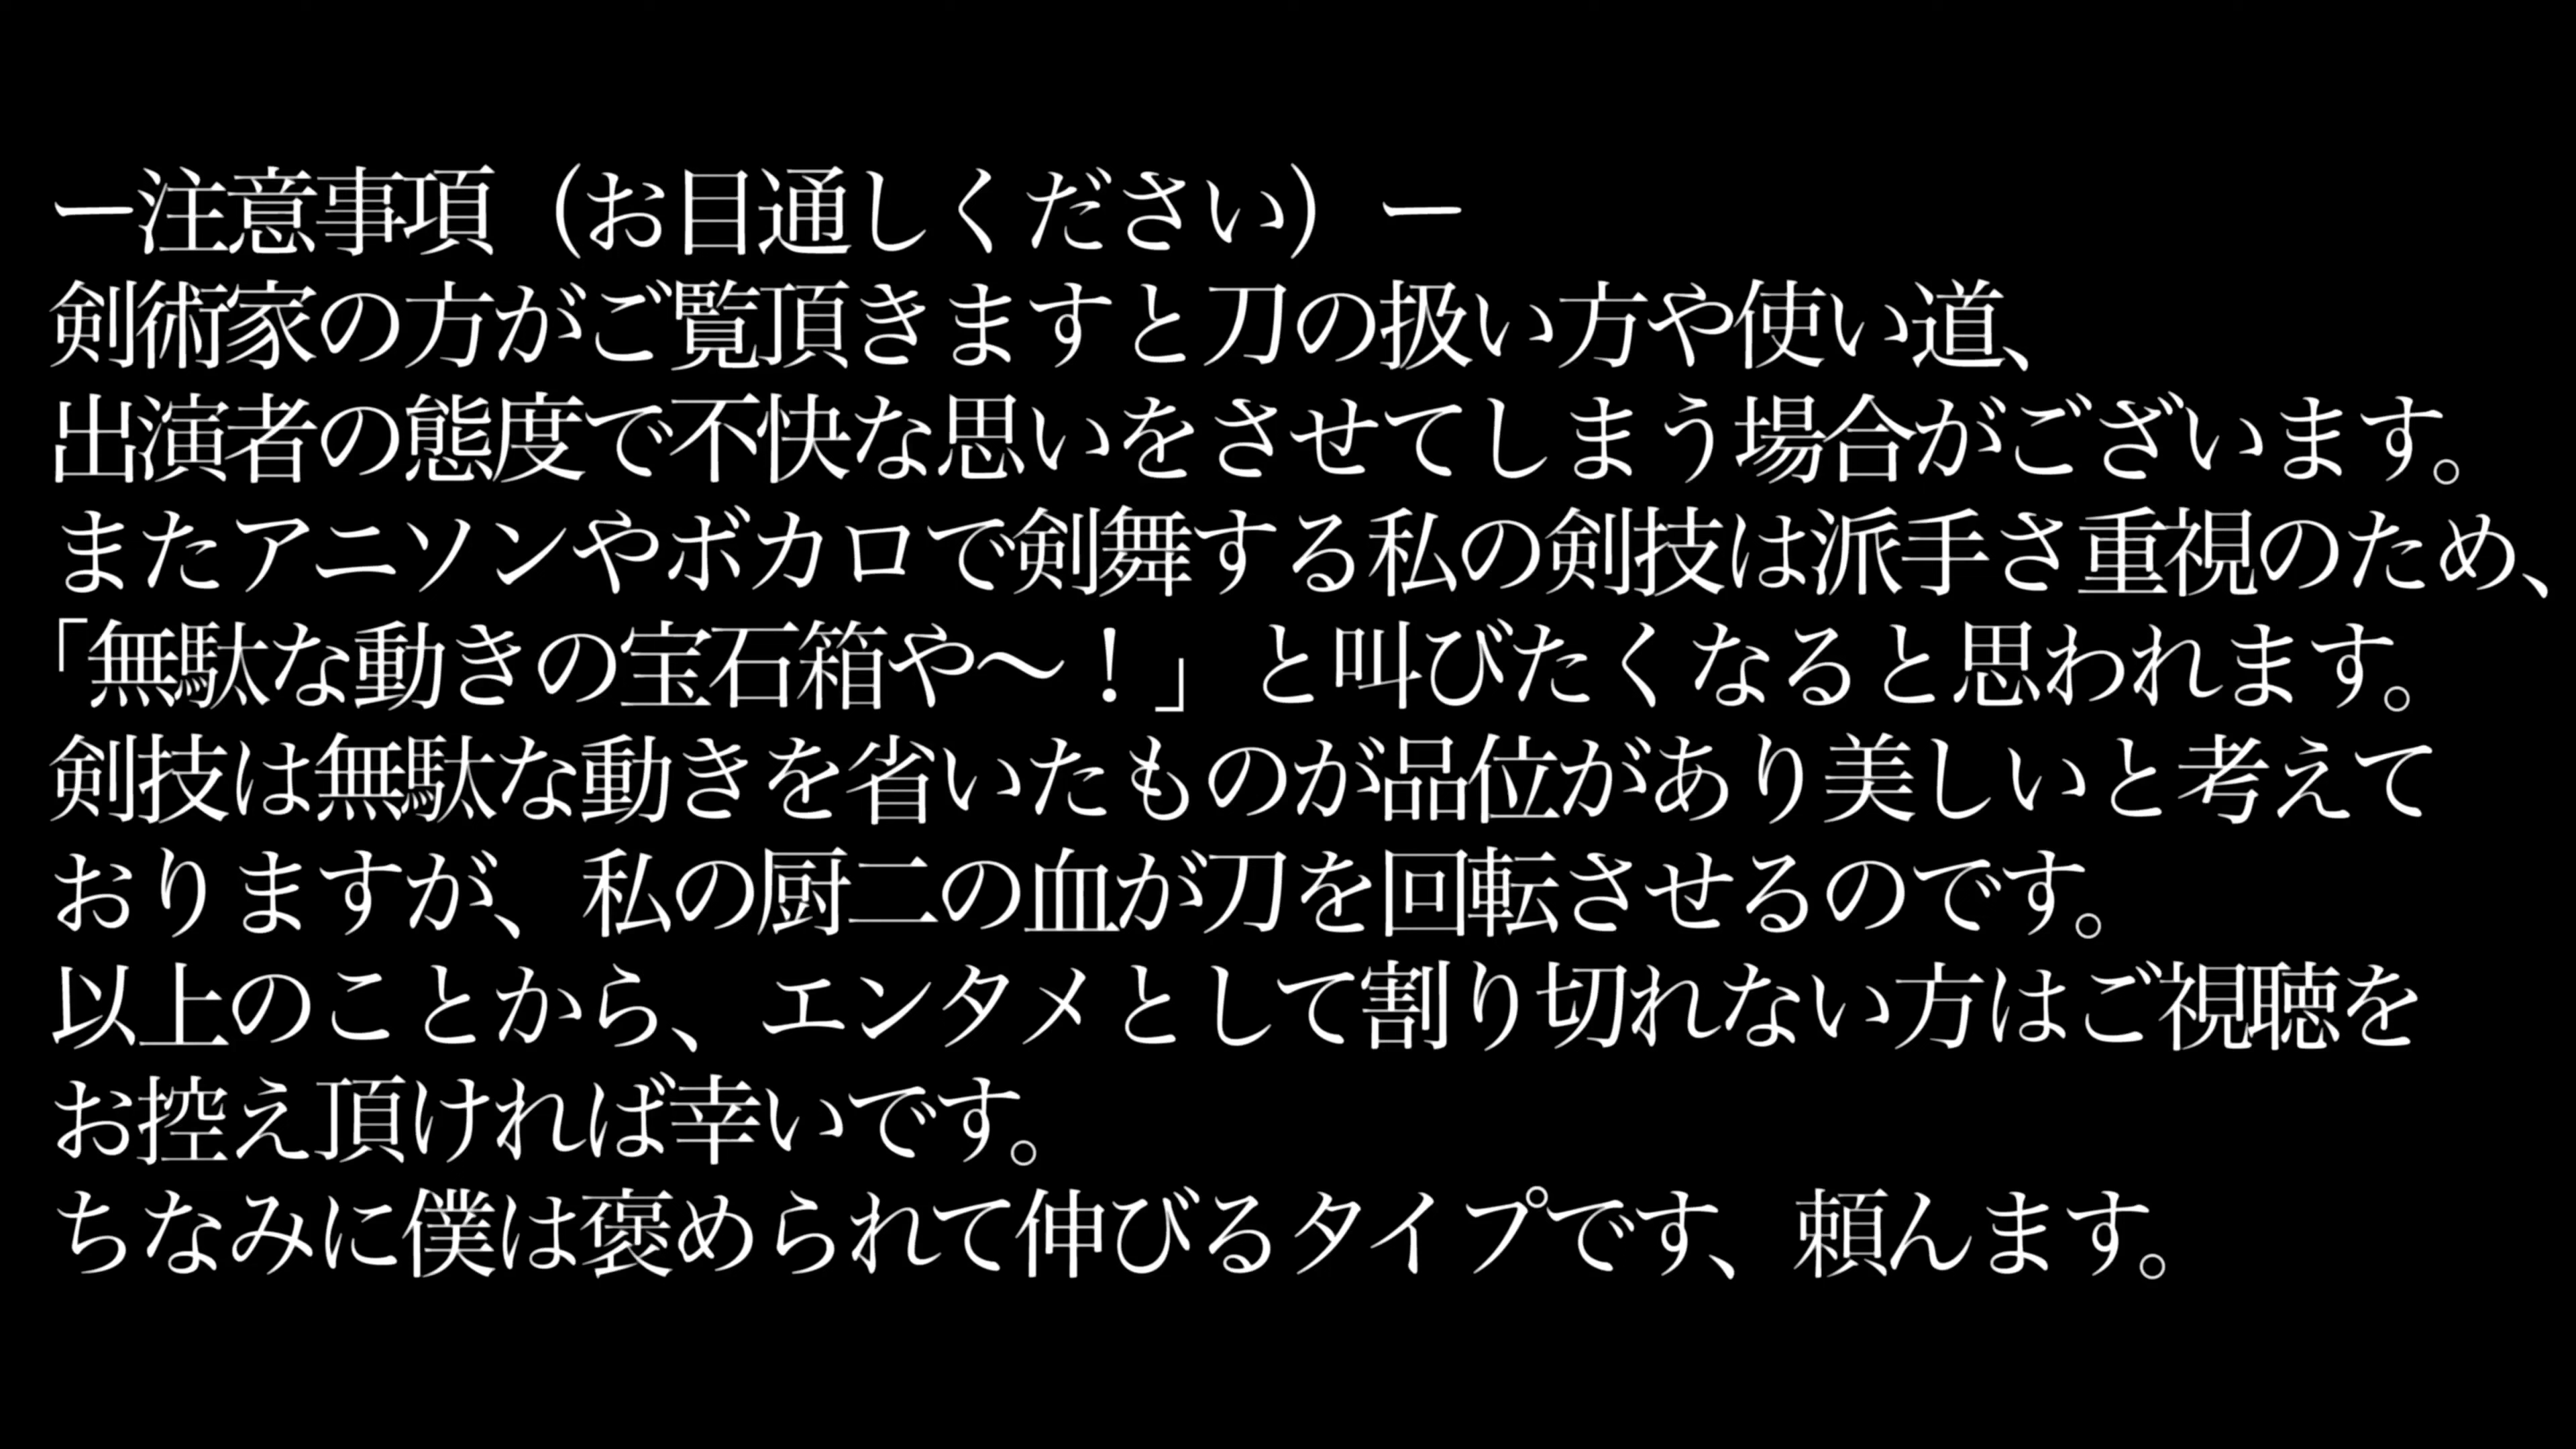 ー注意事項（お目通しください）ー
剣術家の方がご覧頂きますと刀の扱い方や使い道、
出演者の態度で不快な思いをさせてしまう場合がございます。
またアニソンやボカロで剣舞する私の剣技は派手さ重視のため、
「無駄な動きの宝石箱や〜！」と叫びたくなると思われます。
剣技は無駄な動きを省いたものが品位があり美しいと考えて
おりますが、私の厨二の血が刀を回転させるのです。
以上のことから、エンタメとして割り切れない方はご視聴を
お控え頂ければ幸いです。
ちなみに僕は褒められて伸びるタイプです、頼んます。